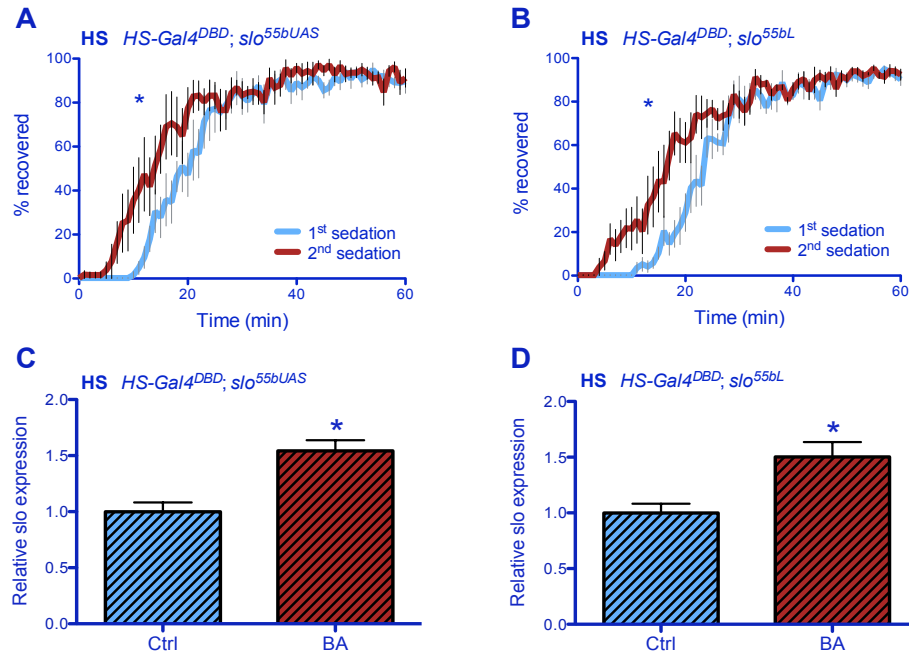 A
HS HS-Gal4DBD; slo55bUAS
100
80
60
40
20
0
% recovered
*
1st sedation
2nd sedation
0 20 40 60
Time (min)
B
HS HS-Gal4DBD; slo55bL
100
80
60
40
20
0
% recovered
*
1st sedation
2nd sedation
0 20 40 60
Time (min)
C
HS HS-Gal4DBD; slo55bUAS
2.0
1.5
1.0
0.5
0.0
Relative slo expression
*
Ctrl BA
D
HS HS-Gal4DBD; slo55bL
2.0
1.5
1.0
0.5
0.0
Relative slo expression
*
Ctrl BA